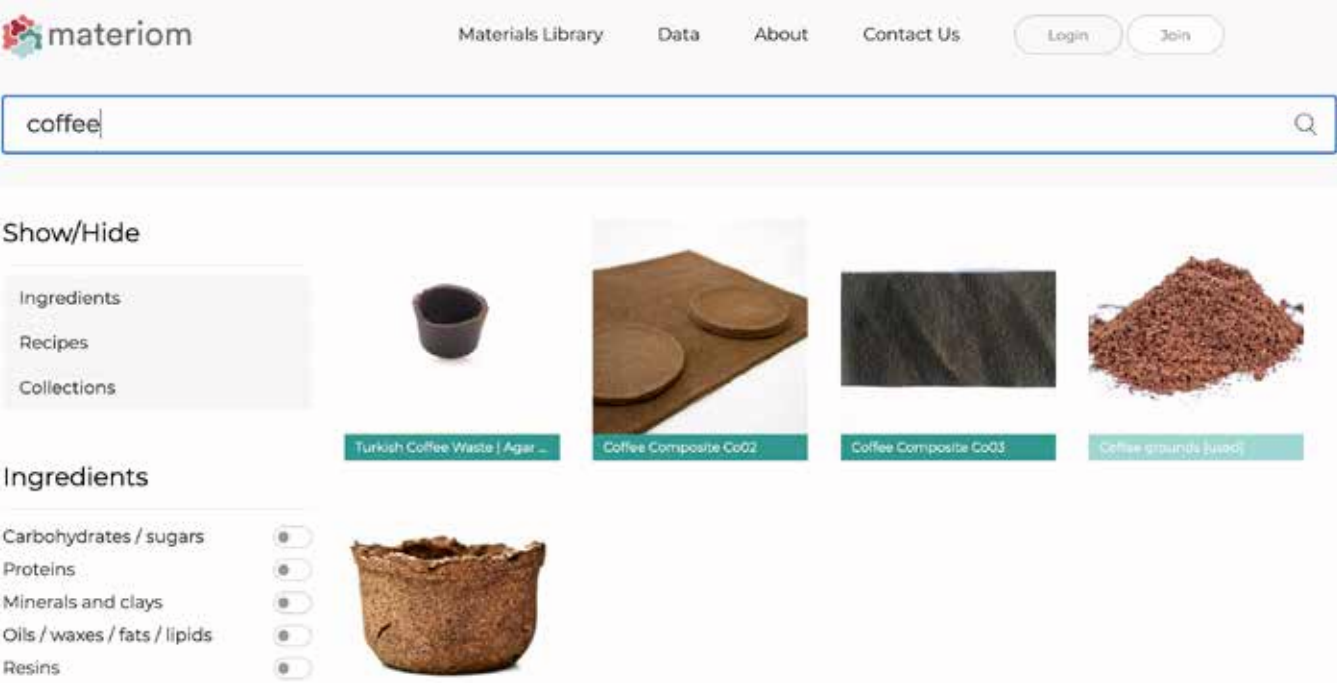 materiom
Materials Library Data About Contact Us Login Join
coffee
Show/Hide
Ingredients
Recipes
Collections
Turkish Coffee Waste | Agar ...
Coffee Composite Co02
Coffee Composite Co03
Coffee grounds [used]
Ingredients
Carbohydrates / sugars
Proteins
Minerals and clays
Oils / waxes / fats / lipids
Resins